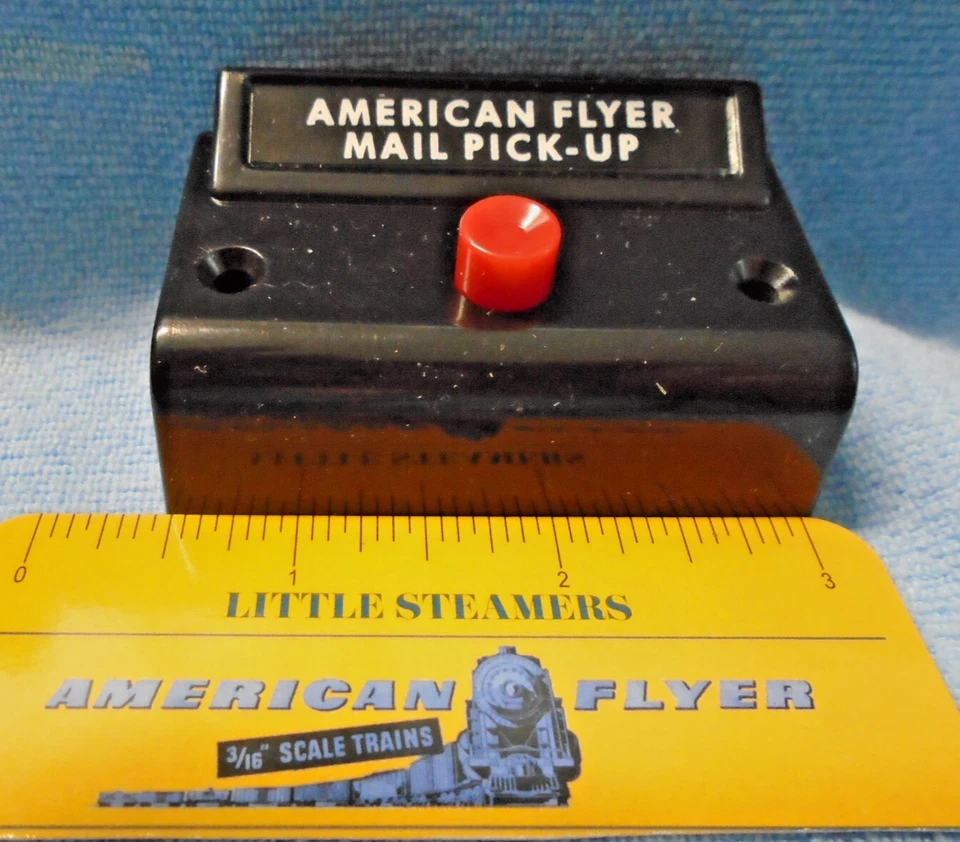 AMERICAN FLYER
MAIL PICK-UP
0 1 2 3
LITTLE STEAMERS
AMERICAN FLYER
3/16" SCALE TRAINS